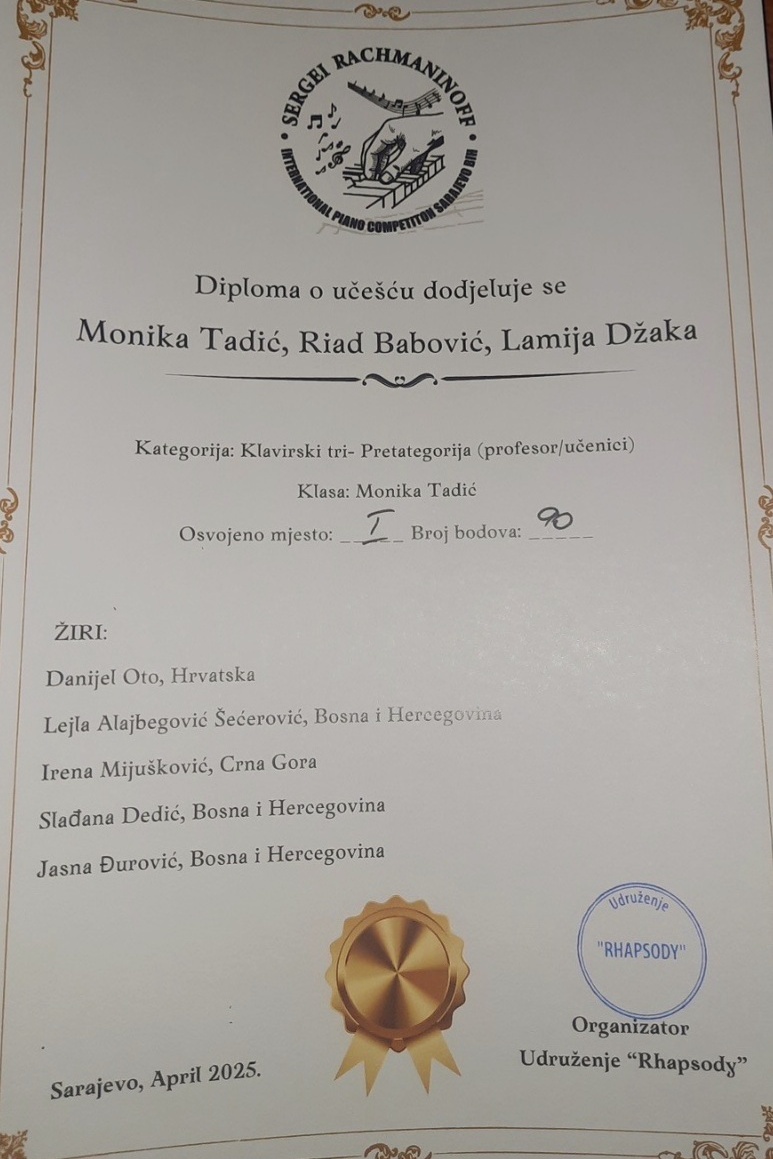 SERGEI RACHMANINOFF
INTERNATIONAL PIANO COMPETITON SARAJEVO BIH
Diploma o učešću dodjeluje se
Monika Tadić, Riad Babović, Lamija Džaka
Kategorija: Klavirski tri- Pretategorija (profesor/učenici)
Klasa: Monika Tadić
Osvojeno mjesto: __I__ Broj bodova: __90__
ŽIRI:
Danijel Oto, Hrvatska
Lejla Alajbegović Šećerović, Bosna i Hercegovina
Irena Mijušković, Crna Gora
Slađana Dedić, Bosna i Hercegovina
Jasna Đurović, Bosna i Hercegovina
Udruženje
"RHAPSODY"
Organizator
Udruženje “Rhapsody”
Sarajevo, April 2025.